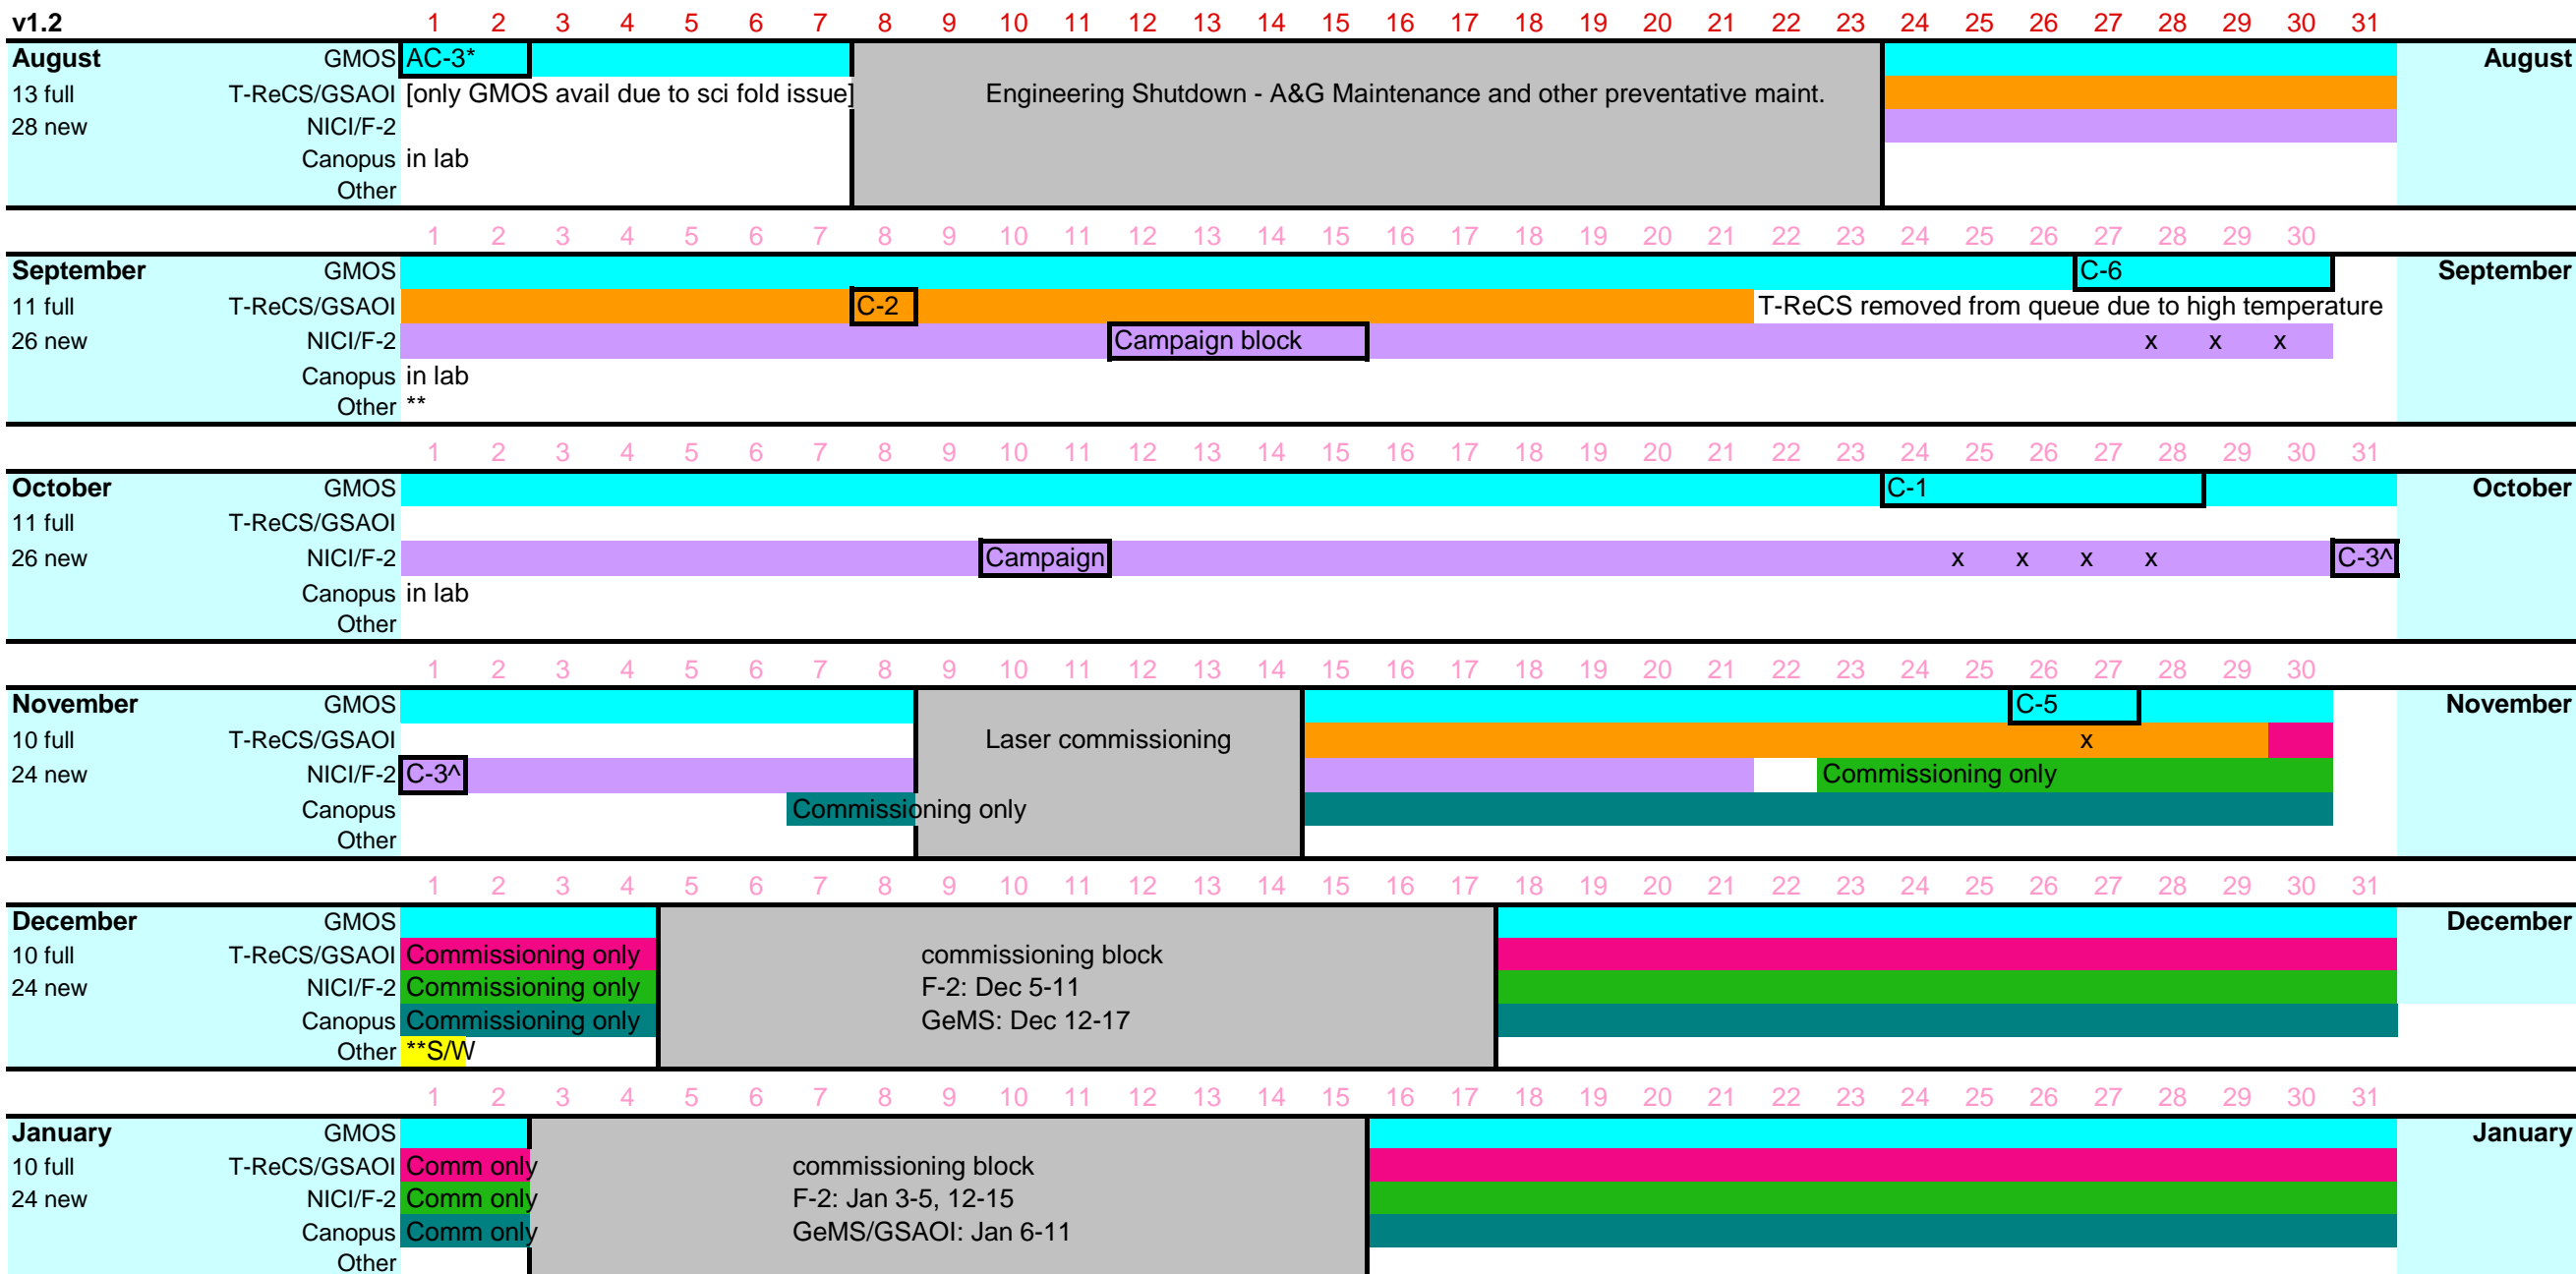 v1.2 1 2 3 4 5 6 7 8 9 10 11 12 13 14 15 16 17 18 19 20 21 22 23 24 25 26 27 28 29 30 31
August GMOS AC-3* August
13 full T-ReCS/GSAOI [only GMOS avail due to sci fold issue] Engineering Shutdown - A&G Maintenance and other preventative maint.
28 new NICI/F-2
Canopus in lab
Other
1 2 3 4 5 6 7 8 9 10 11 12 13 14 15 16 17 18 19 20 21 22 23 24 25 26 27 28 29 30
September GMOS C-6 September
11 full T-ReCS/GSAOI C-2 T-ReCS removed from queue due to high temperature
26 new NICI/F-2 Campaign block x x x
Canopus in lab
Other **
1 2 3 4 5 6 7 8 9 10 11 12 13 14 15 16 17 18 19 20 21 22 23 24 25 26 27 28 29 30 31
October GMOS C-1 October
11 full T-ReCS/GSAOI
26 new NICI/F-2 Campaign x x x x C-3^
Canopus in lab
Other
1 2 3 4 5 6 7 8 9 10 11 12 13 14 15 16 17 18 19 20 21 22 23 24 25 26 27 28 29 30
November GMOS C-5 November
10 full T-ReCS/GSAOI Laser commissioning x
24 new NICI/F-2 C-3^ Commissioning only
Canopus Commissioning only
Other
1 2 3 4 5 6 7 8 9 10 11 12 13 14 15 16 17 18 19 20 21 22 23 24 25 26 27 28 29 30 31
December GMOS December
10 full T-ReCS/GSAOI Commissioning only commissioning block
24 new NICI/F-2 Commissioning only F-2: Dec 5-11
Canopus Commissioning only GeMS: Dec 12-17
Other **S/W
1 2 3 4 5 6 7 8 9 10 11 12 13 14 15 16 17 18 19 20 21 22 23 24 25 26 27 28 29 30 31
January GMOS January
10 full T-ReCS/GSAOI Comm only commissioning block
24 new NICI/F-2 Comm only F-2: Jan 3-5, 12-15
Canopus Comm only GeMS/GSAOI: Jan 6-11
Other